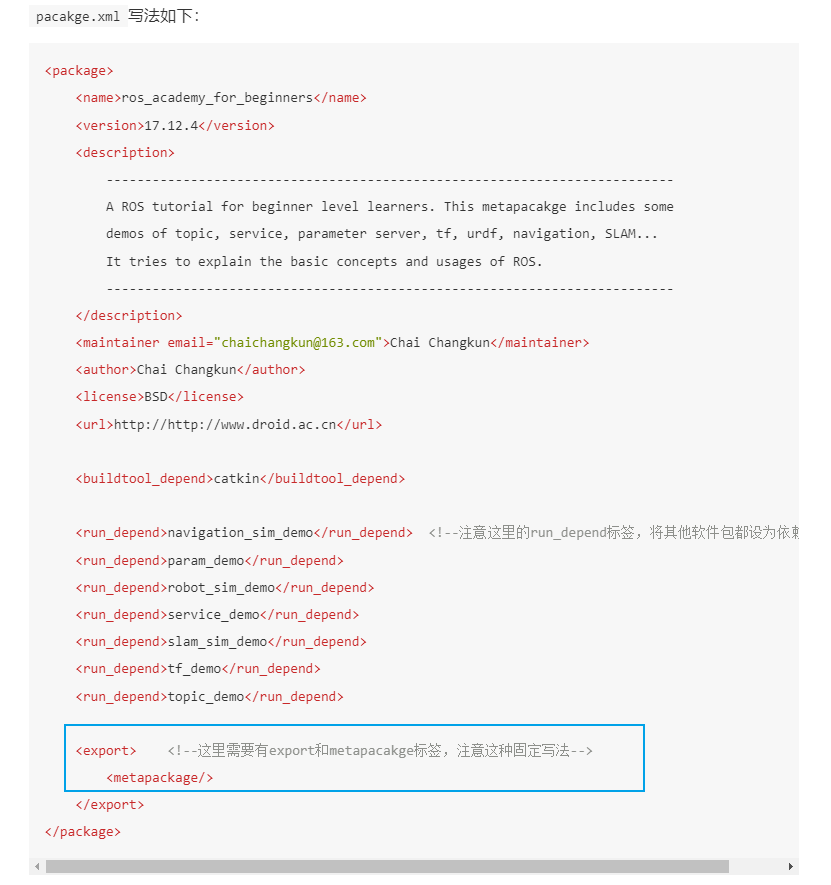 pacakge.xml 写法如下：
<package>
    <name>ros_academy_for_beginners</name>
    <version>17.12.4</version>
    <description>
        --------------------------------------------------------------------------
        A ROS tutorial for beginner level learners. This metapacakge includes some
        demos of topic, service, parameter server, tf, urdf, navigation, SLAM...
        It tries to explain the basic concepts and usages of ROS.
        --------------------------------------------------------------------------
    </description>
    <maintainer email="chaichangkun@163.com">Chai Changkun</maintainer>
    <author>Chai Changkun</author>
    <license>BSD</license>
    <url>http://http://www.droid.ac.cn</url>

    <buildtool_depend>catkin</buildtool_depend>

    <run_depend>navigation_sim_demo</run_depend>  <!--注意这里的run_depend标签，将其他软件包都设为依赖
    <run_depend>param_demo</run_depend>
    <run_depend>robot_sim_demo</run_depend>
    <run_depend>service_demo</run_depend>
    <run_depend>slam_sim_demo</run_depend>
    <run_depend>tf_demo</run_depend>
    <run_depend>topic_demo</run_depend>

    <export>    <!--这里需要有export和metapacakge标签，注意这种固定写法-->
        <metapackage/>
    </export>
</package>